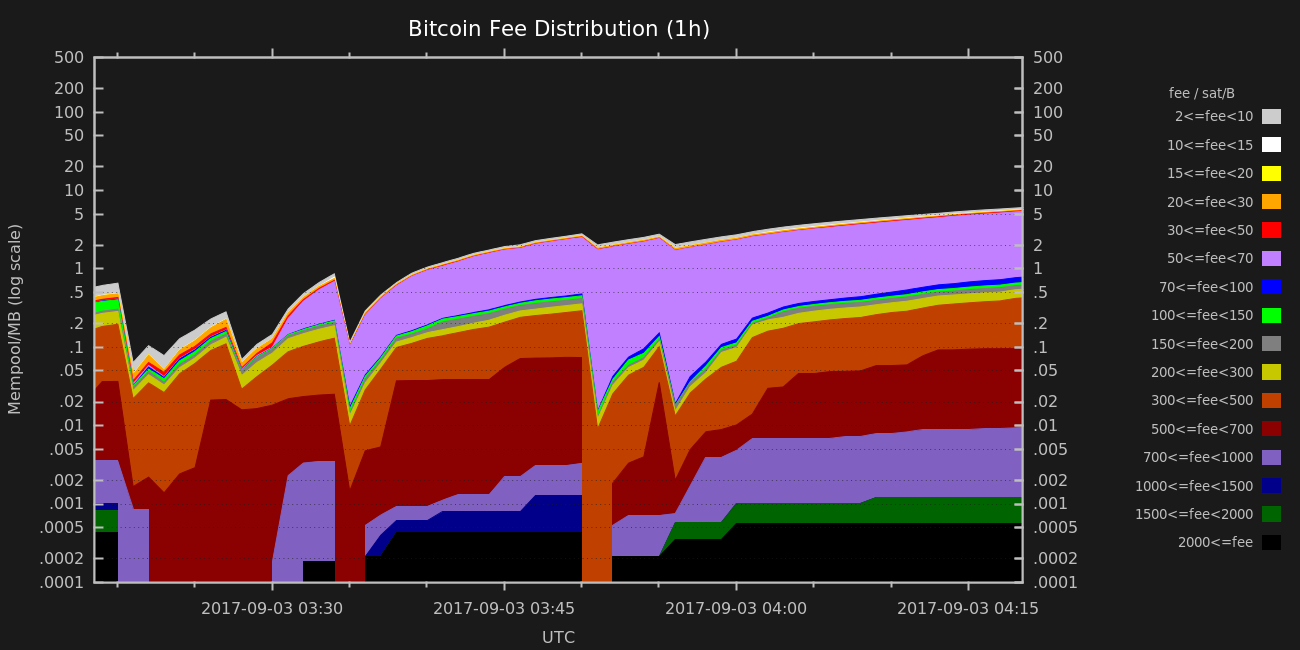 Bitcoin Fee Distribution (1h)
500 500
200 200
100 100
50 50
20 20
10 10
5 5
2 2
1 1
.5 .5
.2 .2
.1 .1
.05 .05
.02 .02
.01 .01
.005 .005
.002 .002
.001 .001
.0005 .0005
.0002 .0002
.0001 .0001
Mempool/MB (log scale)
2017-09-03 03:30 2017-09-03 03:45 2017-09-03 04:00 2017-09-03 04:15
UTC
fee / sat/B
2<=fee<10
10<=fee<15
15<=fee<20
20<=fee<30
30<=fee<50
50<=fee<70
70<=fee<100
100<=fee<150
150<=fee<200
200<=fee<300
300<=fee<500
500<=fee<700
700<=fee<1000
1000<=fee<1500
1500<=fee<2000
2000<=fee